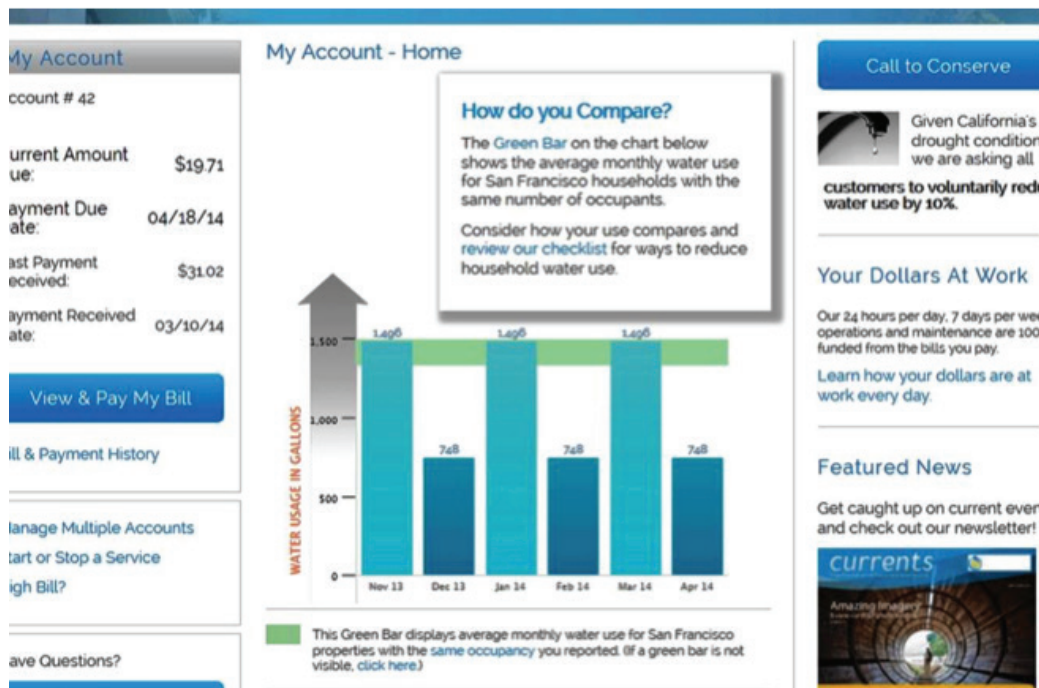 My Account
ccount # 42
urrent Amount
ue:
$19.71
ayment Due
ate:
04/18/14
ast Payment
eceived:
$31.02
ayment Received
ate:
03/10/14
View & Pay My Bill
ill & Payment History
lanage Multiple Accounts
tart or Stop a Service
igh Bill?
ave Questions?
My Account - Home
How do you Compare?
The Green Bar on the chart below
shows the average monthly water use
for San Francisco households with the
same number of occupants.
Consider how your use compares and
review our checklist for ways to reduce
household water use.
WATER USAGE IN GALLONS
1,500
1,000
500
0
1,496
748
1,496
748
1,496
748
Nov 13
Dec 13
Jan 14
Feb 14
Mar 14
Apr 14
This Green Bar displays average monthly water use for San Francisco
properties with the same occupancy you reported. (If a green bar is not
visible, click here.)
Call to Conserve
Given California's
drought condition
we are asking all
customers to voluntarily redu
water use by 10%.
Your Dollars At Work
Our 24 hours per day, 7 days per wee
operations and maintenance are 100
funded from the bills you pay.
Learn how your dollars are at
work every day.
Featured News
Get caught up on current even
and check out our newsletter!
currents
Amazing Imagery